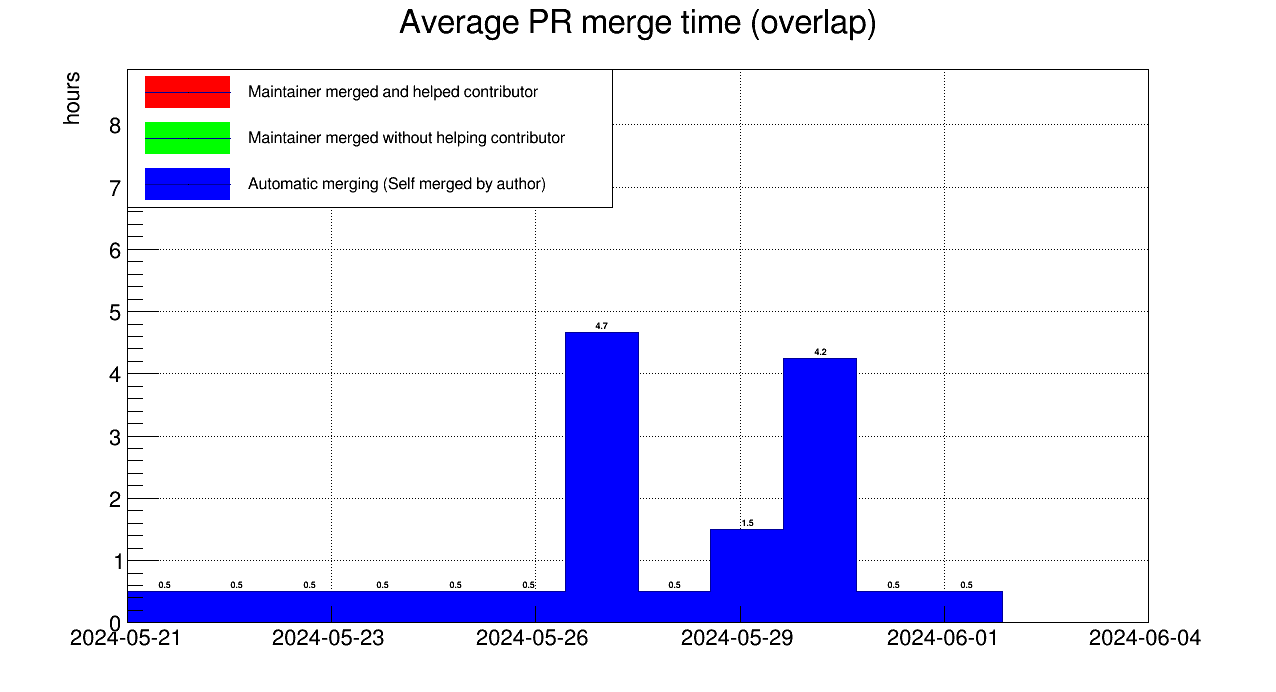 Average PR merge time (overlap)
hours
Maintainer merged and helped contributor
Maintainer merged without helping contributor
Automatic merging (Self merged by author)
8
7
6
5
4
3
2
1
0
4.7
4.2
1.5
0.5 0.5 0.5 0.5 0.5 0.5 0.5 0.5 0.5
2024-05-21 2024-05-23 2024-05-26 2024-05-29 2024-06-01 2024-06-04